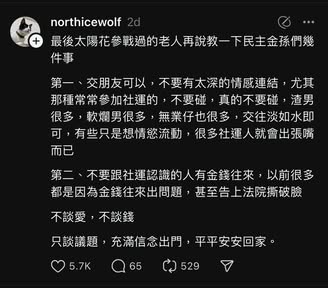 northicewolf 2d
最後太陽花參戰過的老人再說教一下民主金孫們幾
件事
第一、交朋友可以，不要有太深的情感連結，尤其
那種常常參加社運的，不要碰，真的不要碰，渣男
很多，軟爛男很多，無業仔也很多，交往淡如水即
可，有些只是想情慾流動，很多社運人就會出張嘴
而已
第二、不要跟社運認識的人有金錢往來，以前很多
都是因為金錢往來出問題，甚至告上法院撕破臉
不談愛，不談錢
只談議題，充滿信念出門，平平安安回家。
5.7K 65 529